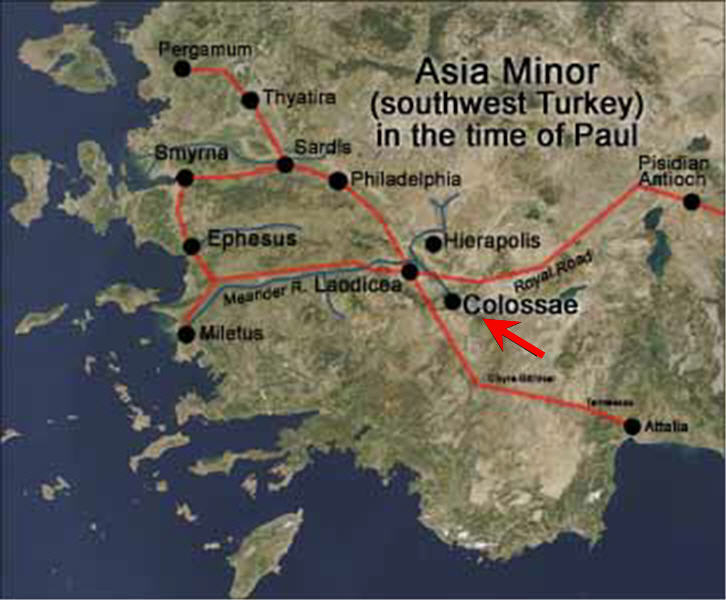 Pergamum
Asia Minor
(southwest Turkey)
in the time of Paul
Thyatira
Smyrna
Sardis
Philadelphia
Pisidian
Antioch
Ephesus
Hierapolis
Royal Road
Meander R.
Laodicea
Colossae
Miletus
Attalia